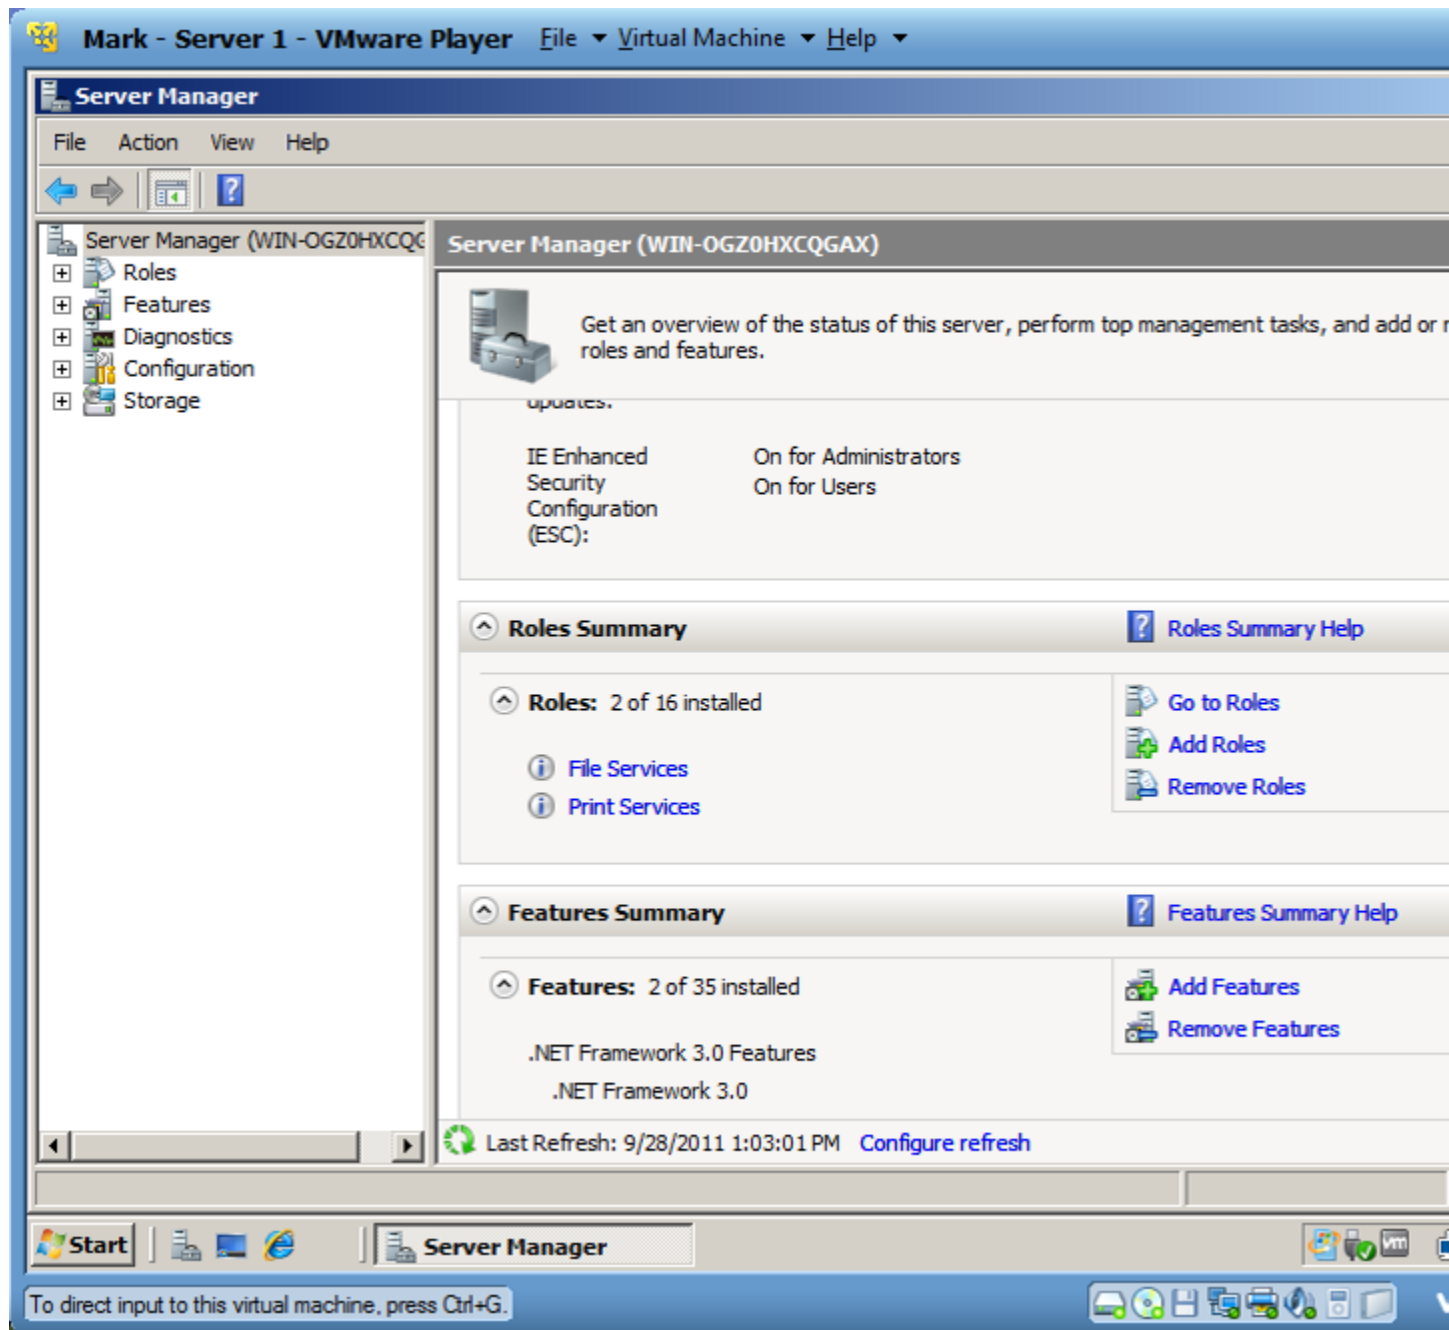 Mark - Server 1 - VMware Player File Virtual Machine Help
Server Manager
File Action View Help
Server Manager (WIN-OGZ0HXCQG
Roles
Features
Diagnostics
Configuration
Storage
Server Manager (WIN-OGZ0HXCQGAX)
Get an overview of the status of this server, perform top management tasks, and add or
roles and features.
updates.
IE Enhanced
Security
Configuration
(ESC):
On for Administrators
On for Users
Roles Summary
Roles Summary Help
Roles: 2 of 16 installed
File Services
Print Services
Go to Roles
Add Roles
Remove Roles
Features Summary
Features Summary Help
Features: 2 of 35 installed
.NET Framework 3.0 Features
.NET Framework 3.0
Add Features
Remove Features
Last Refresh: 9/28/2011 1:03:01 PM Configure refresh
Start
Server Manager
vm
To direct input to this virtual machine, press Ctrl+G.